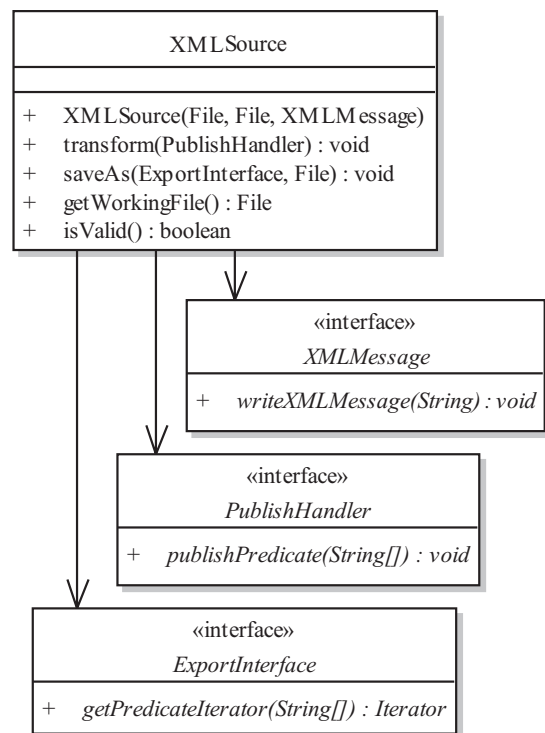 XMLSource
+ XMLSource(File, File, XMLMessage)
+ transform(PublishHandler) : void
+ saveAs(ExportInterface, File) : void
+ getWorkingFile() : File
+ isValid() : boolean
«interface»
XMLMessage
+ writeXMLMessage(String) : void
«interface»
PublishHandler
+ publishPredicate(String[]) : void
«interface»
ExportInterface
+ getPredicateIterator(String[]) : Iterator